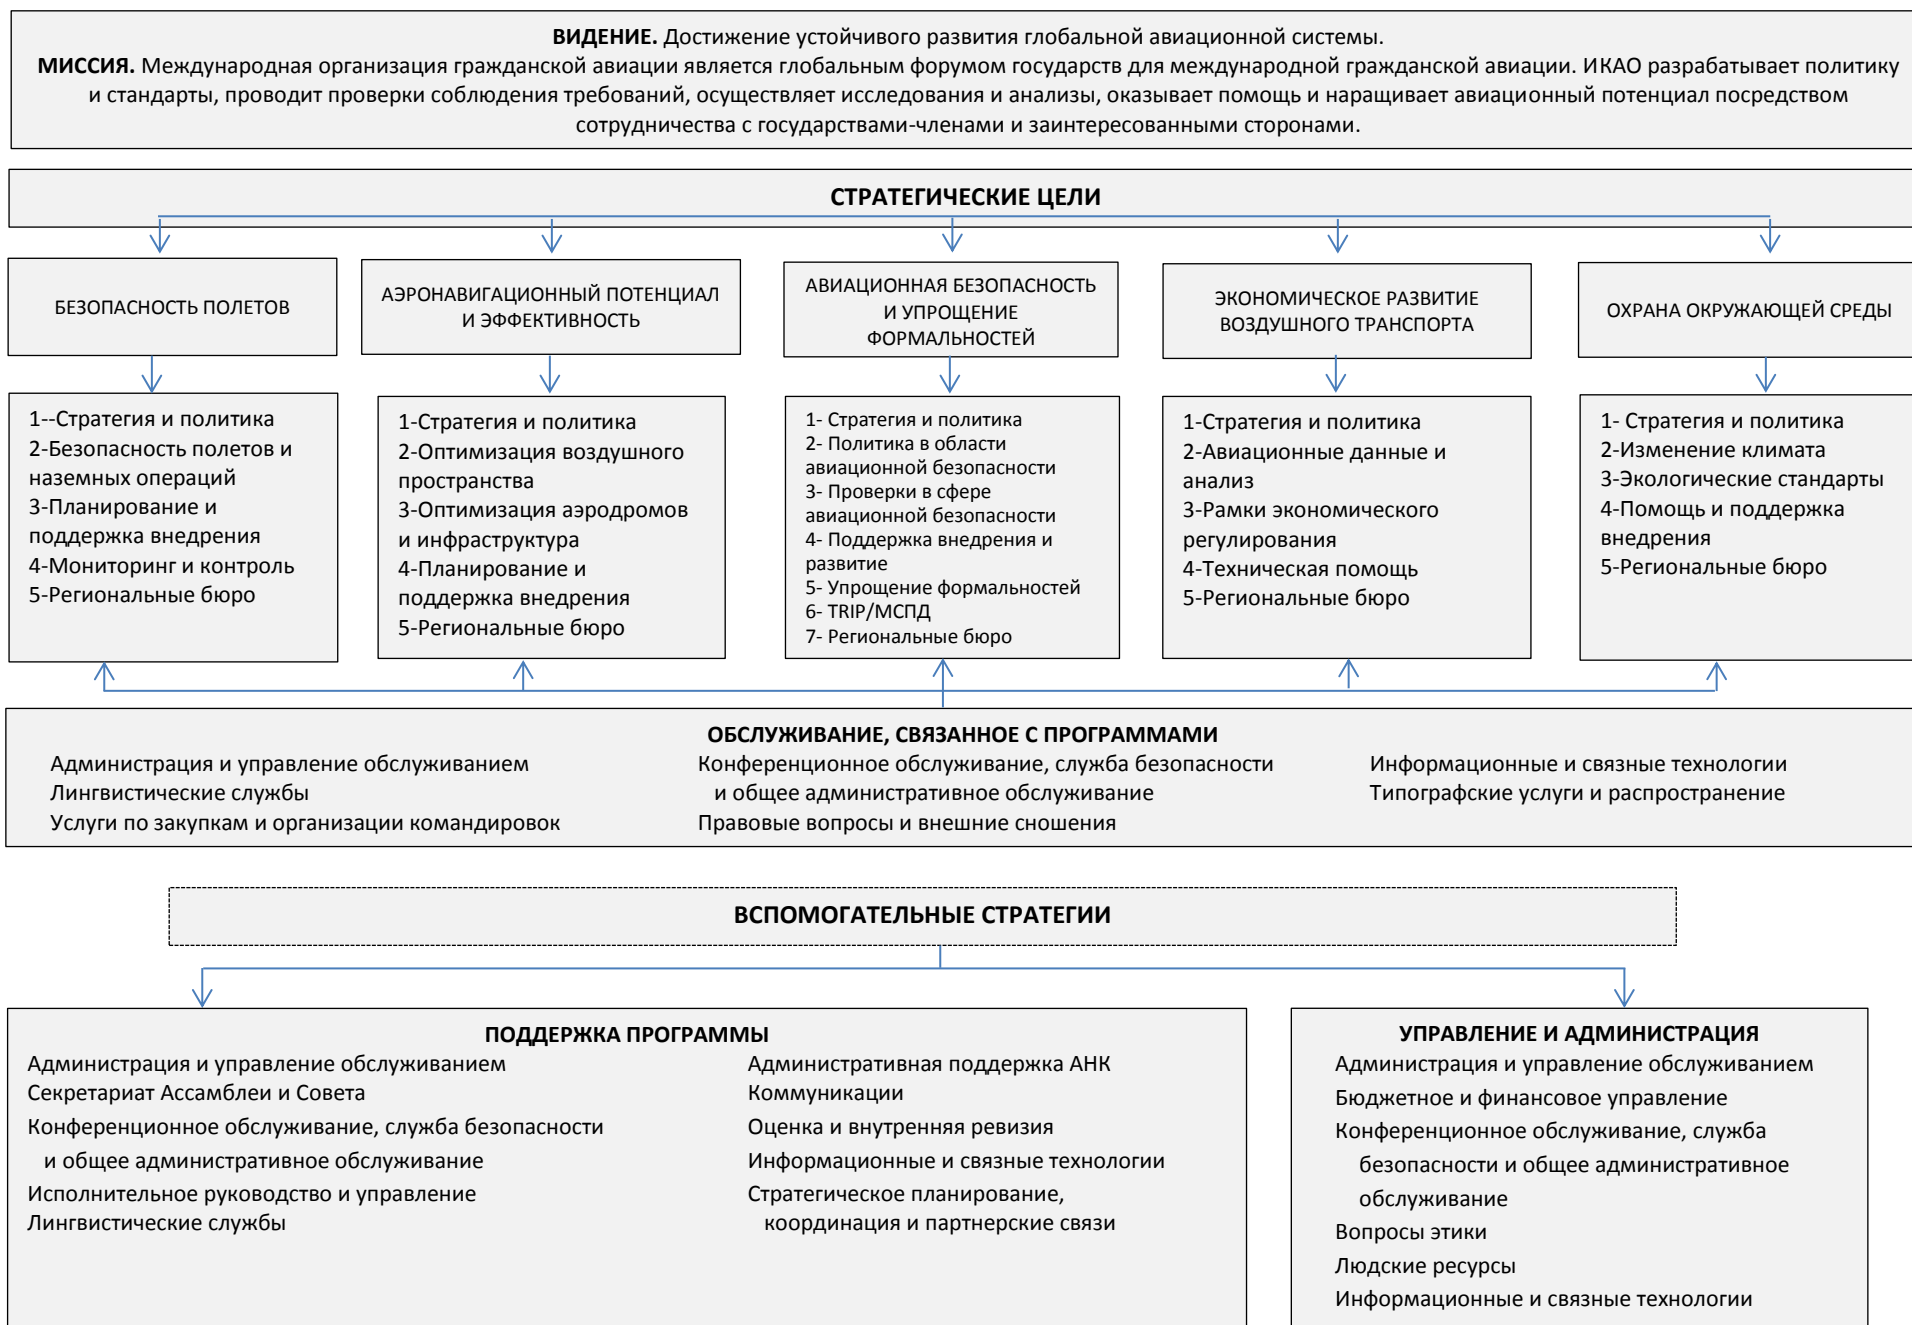 ВИДЕНИЕ. Достижение устойчивого развития глобальной авиационной системы.
МИССИЯ. Международная организация гражданской авиации является глобальным форумом государств для международной гражданской авиации. ИКАО разрабатывает политику
и стандарты, проводит проверки соблюдения требований, осуществляет исследования и анализы, оказывает помощь и наращивает авиационный потенциал посредством
сотрудничества с государствами-членами и заинтересованными сторонами.
СТРАТЕГИЧЕСКИЕ ЦЕЛИ
БЕЗОПАСНОСТЬ ПОЛЕТОВ
АЭРОНАВИГАЦИОННЫЙ ПОТЕНЦИАЛ
И ЭФФЕКТИВНОСТЬ
АВИАЦИОННАЯ БЕЗОПАСНОСТЬ
И УПРОЩЕНИЕ
ФОРМАЛЬНОСТЕЙ
ЭКОНОМИЧЕСКОЕ РАЗВИТИЕ
ВОЗДУШНОГО ТРАНСПОРТА
ОХРАНА ОКРУЖАЮЩЕЙ СРЕДЫ
1--Стратегия и политика
2-Безопасность полетов и
наземных операций
3-Планирование и
поддержка внедрения
4-Мониторинг и контроль
5-Региональные бюро
1-Стратегия и политика
2-Оптимизация воздушного
пространства
3-Оптимизация аэродромов
и инфраструктура
4-Планирование и
поддержка внедрения
5-Региональные бюро
1- Стратегия и политика
2- Политика в области
авиационной безопасности
3- Проверки в сфере
авиационной безопасности
4- Поддержка внедрения и
развитие
5- Упрощение формальностей
6- TRIP/МСПД
7- Региональные бюро
1-Стратегия и политика
2-Авиационные данные и
анализ
3-Рамки экономического
регулирования
4-Техническая помощь
5-Региональные бюро
1- Стратегия и политика
2-Изменение климата
3-Экологические стандарты
4-Помощь и поддержка
внедрения
5-Региональные бюро
ОБСЛУЖИВАНИЕ, СВЯЗАННОЕ С ПРОГРАММАМИ
Администрация и управление обслуживанием
Лингвистические службы
Услуги по закупкам и организации командировок
Конференционное обслуживание, служба безопасности
и общее административное обслуживание
Правовые вопросы и внешние сношения
Информационные и связные технологии
Типографские услуги и распространение
ВСПОМОГАТЕЛЬНЫЕ СТРАТЕГИИ
ПОДДЕРЖКА ПРОГРАММЫ
Администрация и управление обслуживанием
Секретариат Ассамблеи и Совета
Конференционное обслуживание, служба безопасности
и общее административное обслуживание
Исполнительное руководство и управление
Лингвистические службы
Административная поддержка АНК
Коммуникации
Оценка и внутренняя ревизия
Информационные и связные технологии
Стратегическое планирование,
координация и партнерские связи
УПРАВЛЕНИЕ И АДМИНИСТРАЦИЯ
Администрация и управление обслуживанием
Бюджетное и финансовое управление
Конференционное обслуживание, служба
безопасности и общее административное
обслуживание
Вопросы этики
Людские ресурсы
Информационные и связные технологии